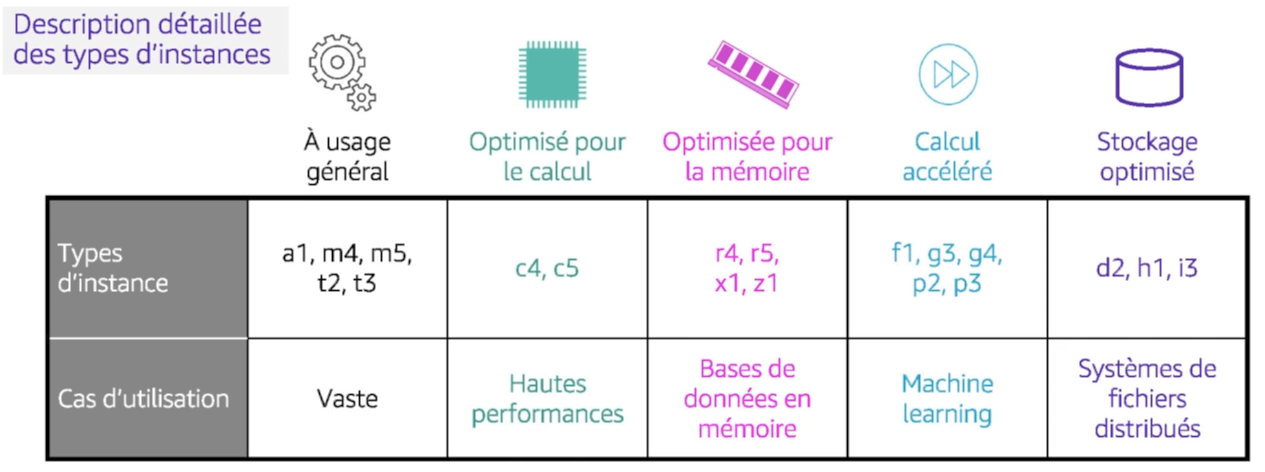 Description détaillée
des types d'instances
À usage
général
Optimisé pour
le calcul
Optimisée pour
la mémoire
Calcul
accéléré
Stockage
optimisé
Types
d'instance
a1, m4, m5,
t2, t3
c4, c5
r4, r5,
x1, z1
f1, g3, g4,
p2, p3
d2, h1, i3
Cas d'utilisation
Vaste
Hautes
performances
Bases de
données en
mémoire
Machine
learning
Systèmes de
fichiers
distribués